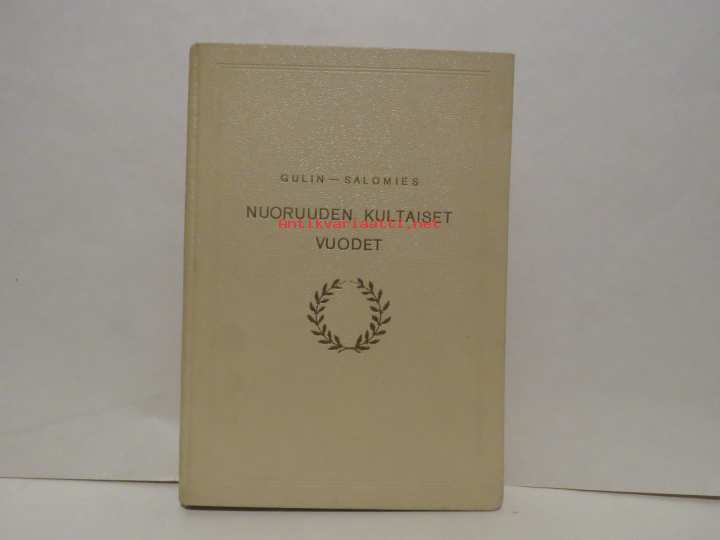 GULIN — SALOMIES
NUORUUDEN KULTAISET
Antikvariaatti.net
VUODET